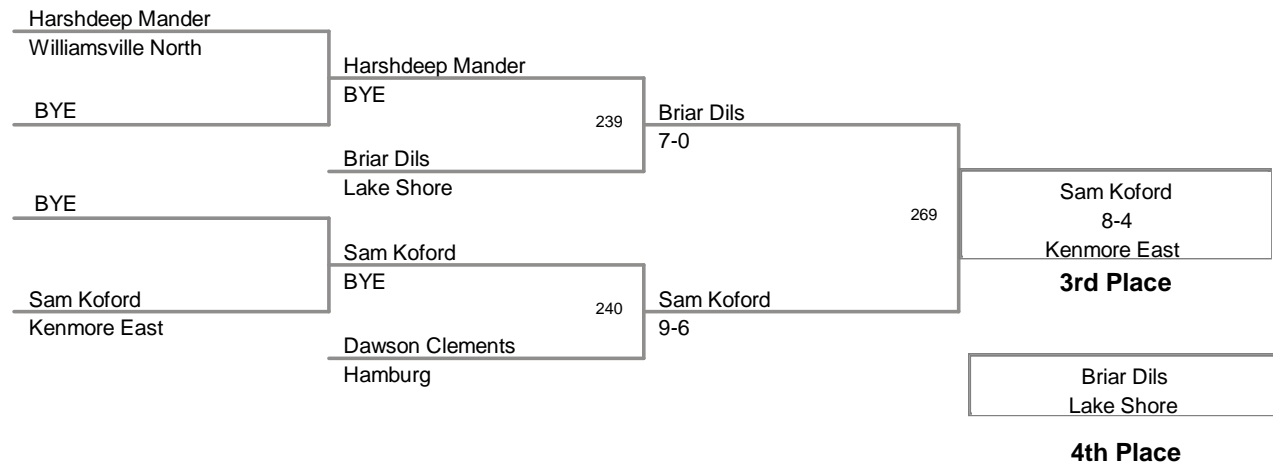 Harshdeep Mander
Williamsville North
BYE
BYE
Sam Koford
Kenmore East
Harshdeep Mander
BYE
239
Briar Dils
Lake Shore
Sam Koford
BYE
240
Dawson Clements
Hamburg
Briar Dils
7-0
269
Sam Koford
9-6
Sam Koford
8-4
Kenmore East
3rd Place
Briar Dils
Lake Shore
4th Place